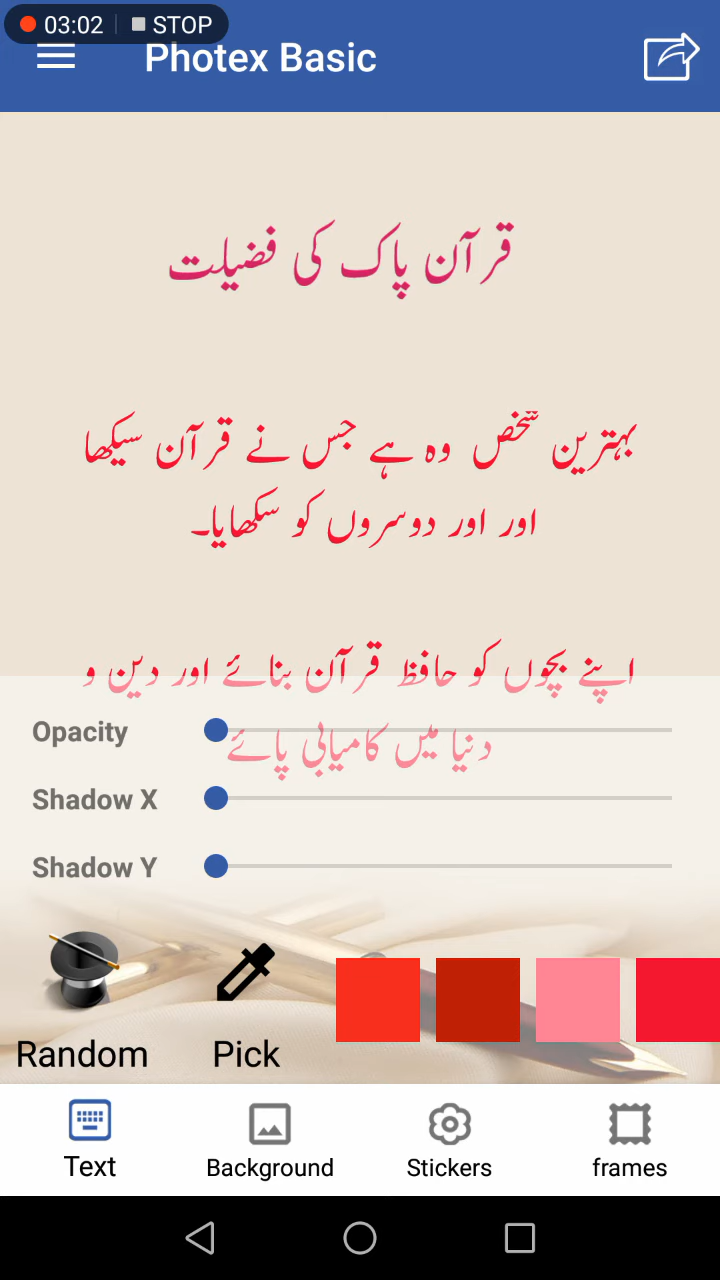 03:02 STOP
Photex Basic
قرآن پاک کی فضیلت
بہترین شخص وہ ہے جس نے قرآن سیکھا
اور اور دوسروں کو سکھایا۔
اپنے بچوں کو حافظ قرآن بنائے اور دین و
دنیا میں کامیابی پائے
Opacity
Shadow X
Shadow Y
Random Pick
Text Background Stickers frames